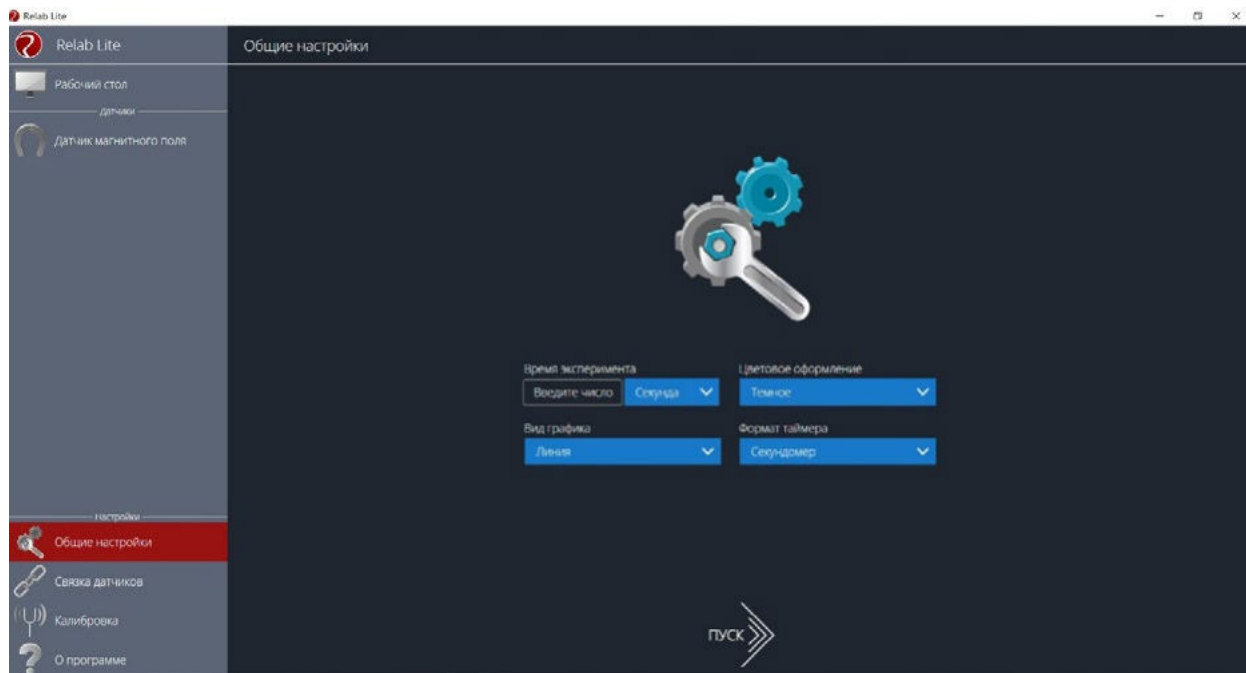 Relab Lite
Relab Lite
Общие настройки
Рабочий стол
Датчики
Датчик магнитного поля
Время эксперимента
Цветовое оформление
Введите число
Секунда
Темное
Вид графика
Формат таймера
Линия
Секундомер
Настройки
Общие настройки
Связка датчиков
Калибровка
О программе
ПУСК